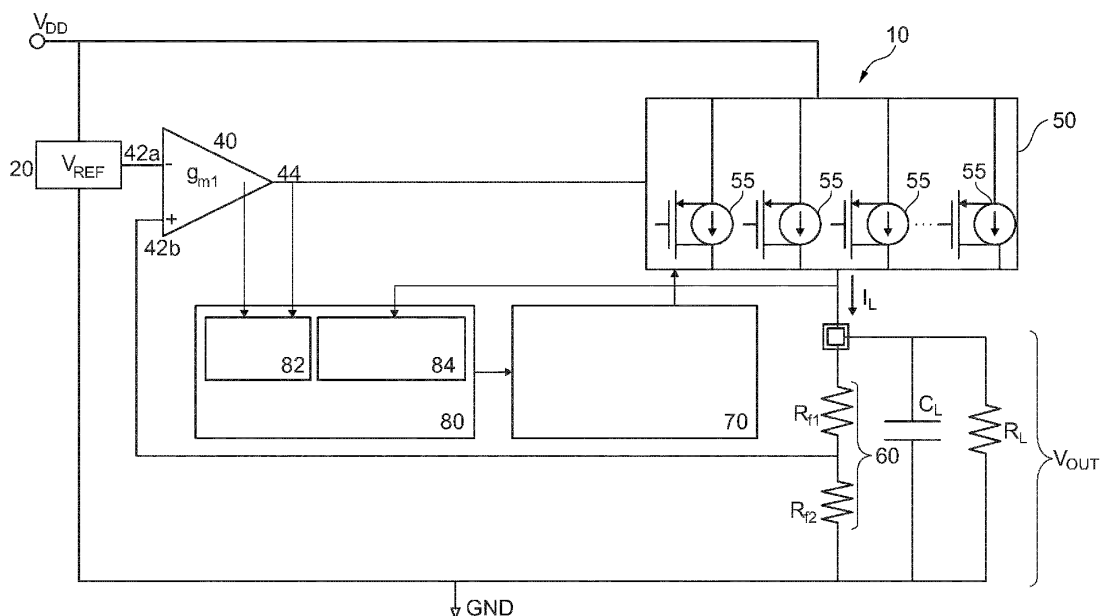 V_DD
10
40
50
20
V_REF
42a
-
g_m1
44
55
55
55
55
+
42b
I_L
82
84
80
70
R_f1
C_L
R_L
60
V_OUT
R_f2
GND